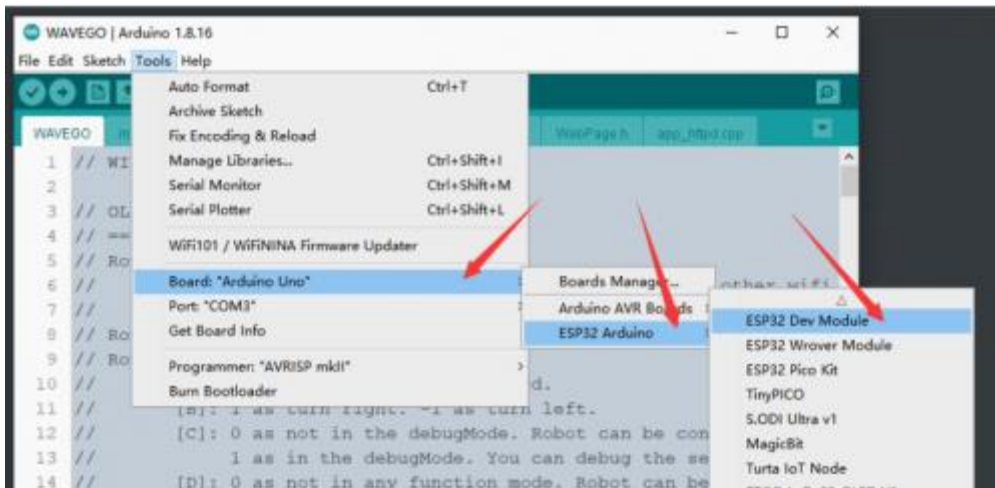 WAVEGO | Arduino 1.8.16
File Edit Sketch Tools Help
WAVEGO WebPage.h app_httpd.cpp
Auto Format Ctrl+T
Archive Sketch
Fix Encoding & Reload
Manage Libraries... Ctrl+Shift+I
Serial Monitor Ctrl+Shift+M
Serial Plotter Ctrl+Shift+L
WiFi101 / WiFiNINA Firmware Updater
Board: "Arduino Uno"
Port: "COM3"
Get Board Info
Programmer: "AVRISP mkII"
Burn Bootloader
Boards Manager...
Arduino AVR Boards
ESP32 Arduino
ESP32 Dev Module
ESP32 Wrover Module
ESP32 Pico Kit
TinyPICO
S.ODI Ultra v1
MagicBit
Turta IoT Node
1 // WI
2
3 // OL
4 // ==
5 // Ro
6 // other wifi
7 //
8 // Ro
9 // Ro
10 // d.
11 // [B]: 1 as turn right. -1 as turn left.
12 // [C]: 0 as not in the debugMode. Robot can be con
13 // 1 as in the debugMode. You can debug the se
14 // [D]: 0 as not in any function mode. Robot can be